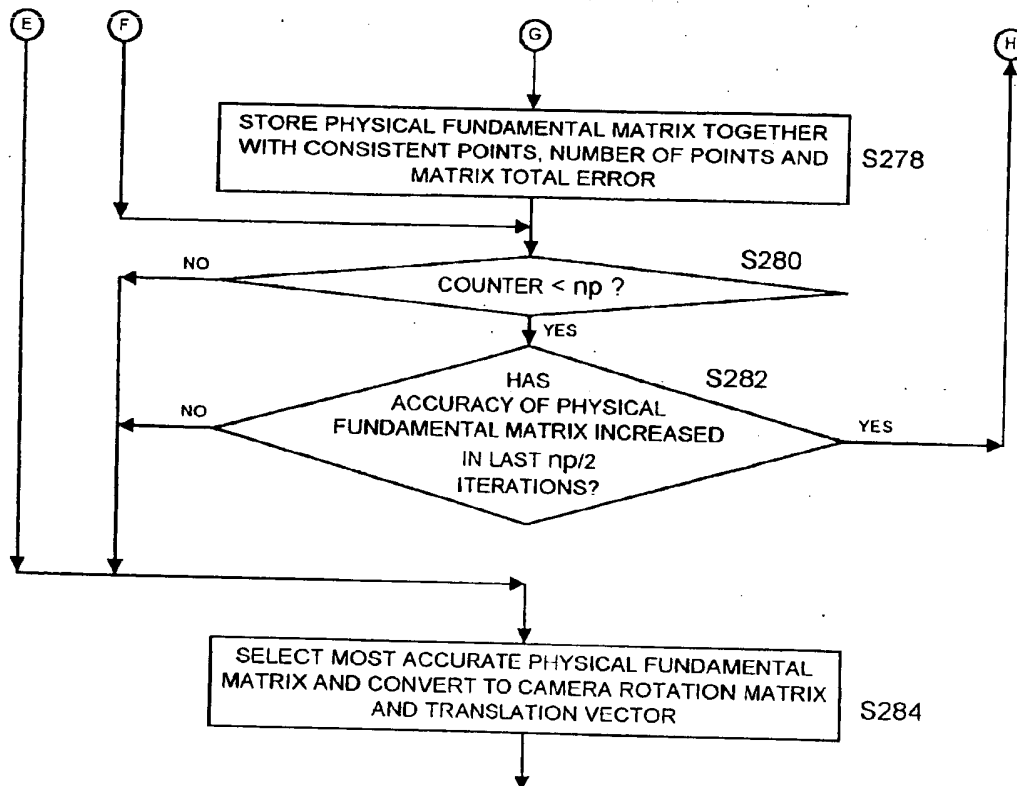 E
F
G
H
STORE PHYSICAL FUNDAMENTAL MATRIX TOGETHER
WITH CONSISTENT POINTS, NUMBER OF POINTS AND
MATRIX TOTAL ERROR
S278
S280
NO
COUNTER < np ?
YES
S282
HAS
ACCURACY OF PHYSICAL
FUNDAMENTAL MATRIX INCREASED
IN LAST np/2
ITERATIONS?
NO
YES
SELECT MOST ACCURATE PHYSICAL FUNDAMENTAL
MATRIX AND CONVERT TO CAMERA ROTATION MATRIX
AND TRANSLATION VECTOR
S284